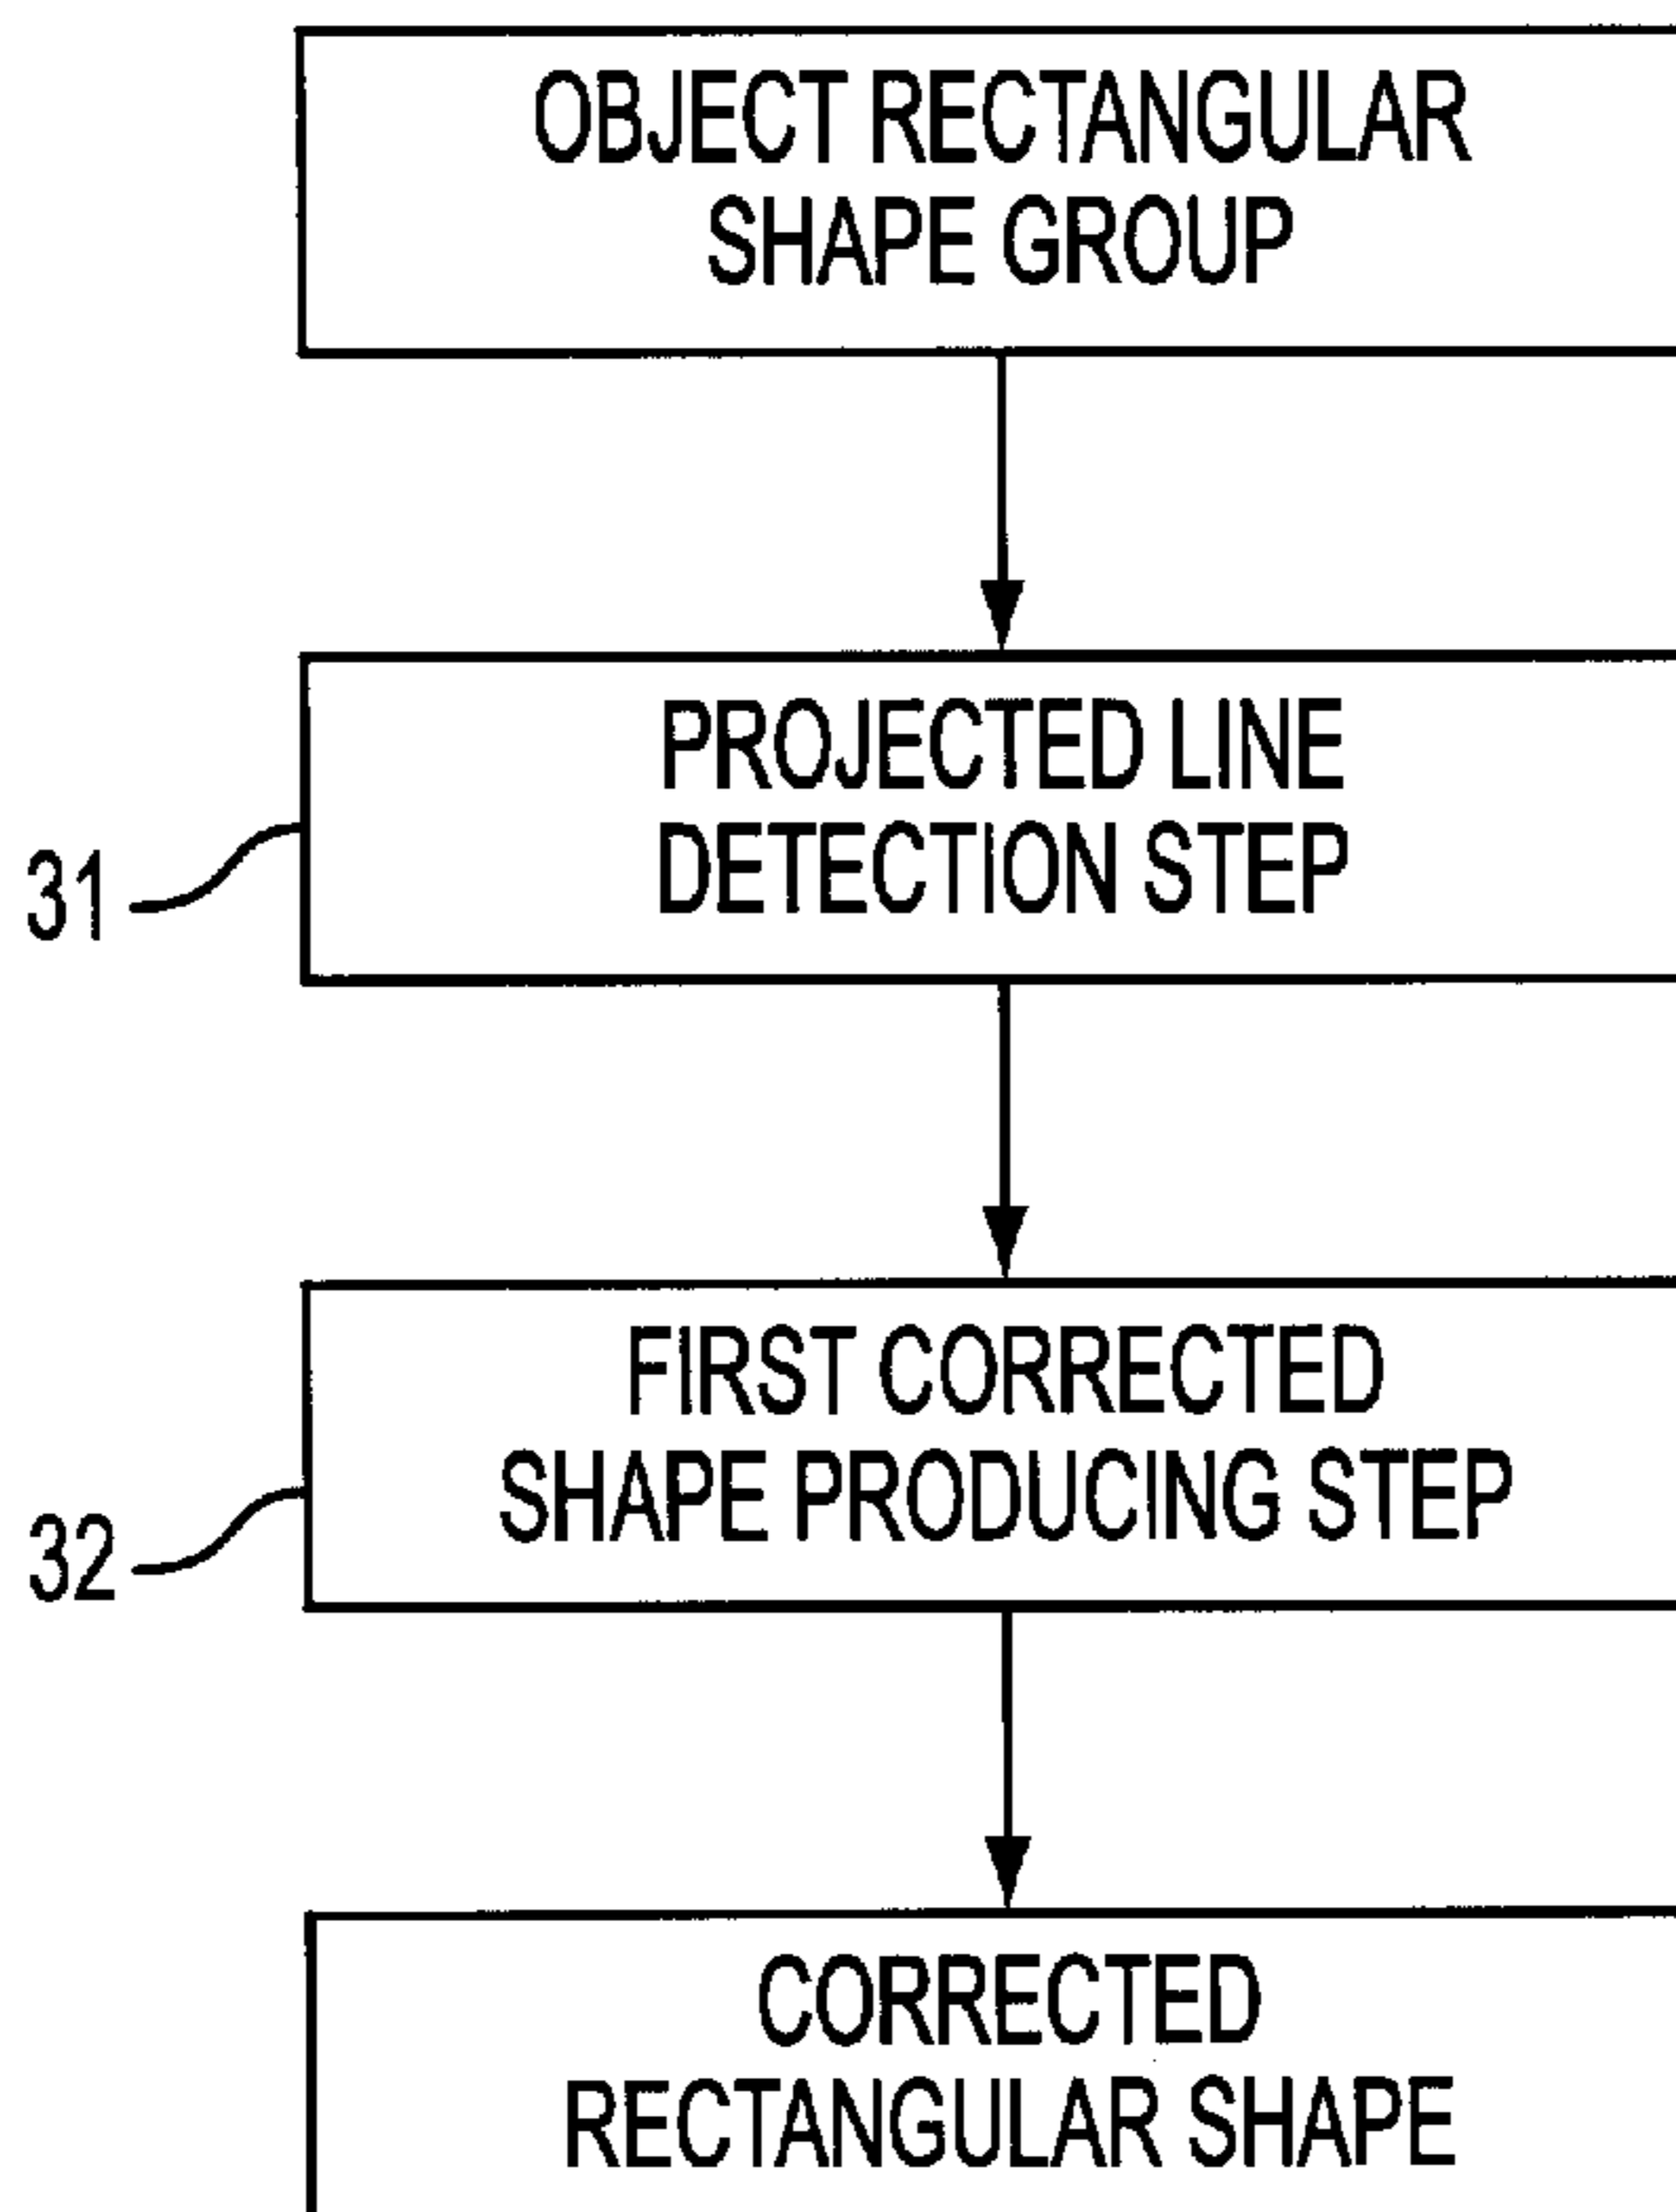 OBJECT RECTANGULAR
SHAPE GROUP
PROJECTED LINE
DETECTION STEP
31
FIRST CORRECTED
SHAPE PRODUCING STEP
32
CORRECTED
RECTANGULAR SHAPE